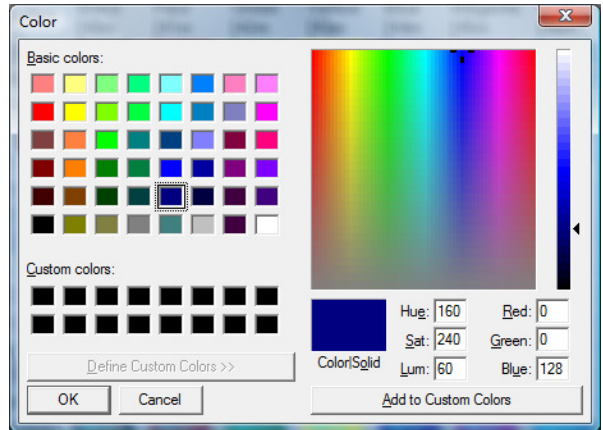 Color
Basic colors:
Custom colors:
Define Custom Colors >>
OK Cancel
Color|Solid
Hue: 160 Red: 0
Sat: 240 Green: 0
Lum: 60 Blue: 128
Add to Custom Colors